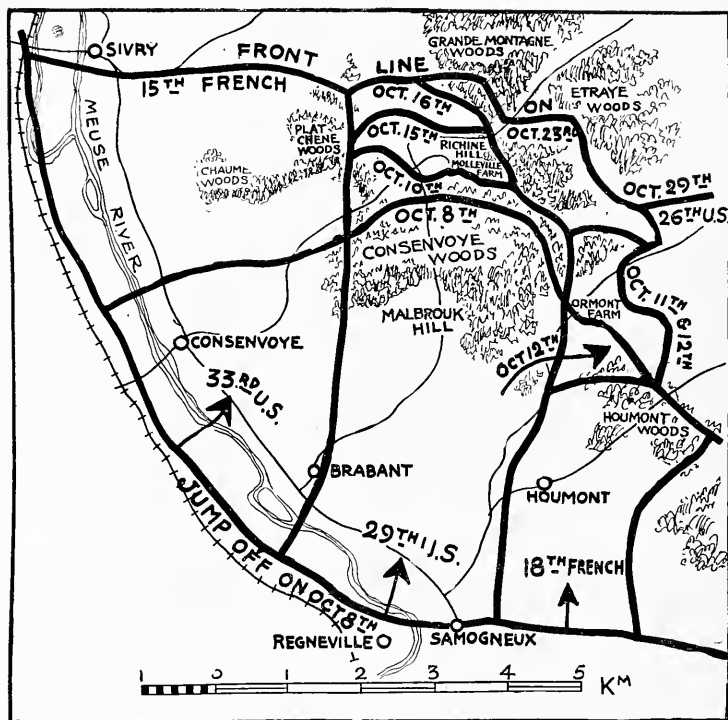 GRANDE MONTAGNE
WOODS
SIVRY
FRONT LINE
15TH FRENCH
OCT. 16TH
ON
OCT. 23RD
ETRAYE
WOODS
MEUSE RIVER
PLAT
CHENE
WOODS
OCT. 15TH
RICHINE
HILL
MOLLEVILLE
FARM
CHAUME
WOODS
OCT. 10TH
OCT. 29TH
26TH U.S.
OCT. 8TH
CONSENVOYE
WOODS
MALBROUK
HILL
ORMONT
FARM
OCT. 11TH & 12TH
CONSENVOYE
OCT 12TH
33RD U.S.
HOUMONT
WOODS
BRABANT
HOUMONT
JUMP OFF ON OCT 8TH
29TH U.S.
18TH FRENCH
REGNEVILLE
SAMOGNEUX
1 0 1 2 3 4 5 KM